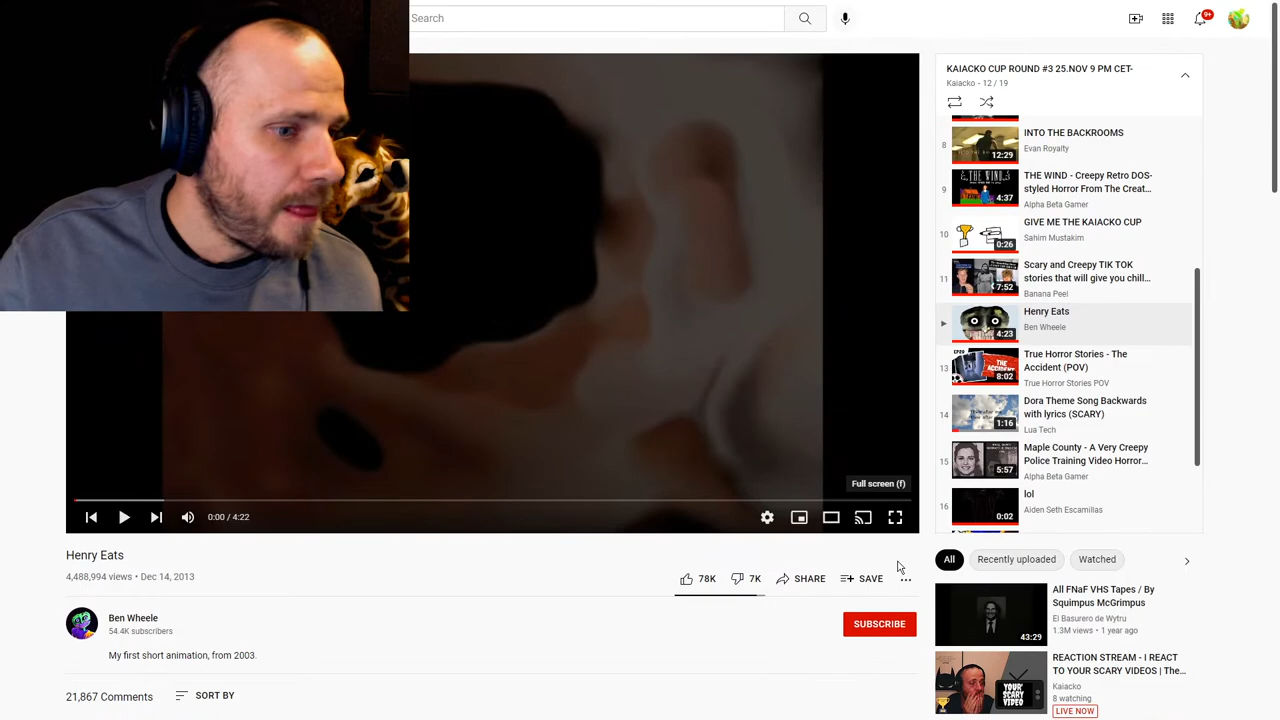 Search
9+
KAIACKO CUP ROUND #3 25.NOV 9 PM CET-
Kaiacko - 12 / 19
8
INTO THE BACKROOMS
Evan Royalty
12:29
9
THE WIND - Creepy Retro DOS-
styled Horror From The Creat...
Alpha Beta Gamer
THE WIND
4:37
10
GIVE ME THE KAIACKO CUP
Sahim Mustakim
0:26
11
Scary and Creepy TIK TOK
stories that will give you chill...
Banana Peel
7:52
Henry Eats
Ben Wheele
4:23
13
True Horror Stories - The
Accident (POV)
True Horror Stories POV
8:02
14
Dora Theme Song Backwards
with lyrics (SCARY)
Lua Tech
1:16
15
Maple County - A Very Creepy
Police Training Video Horror...
Alpha Beta Gamer
5:57
16
lol
Aiden Seth Escamillas
0:02
Full screen (f)
0:00 / 4:22
Henry Eats
4,488,994 views • Dec 14, 2013
78K
7K
SHARE
SAVE
Ben Wheele
54.4K subscribers
SUBSCRIBE
My first short animation, from 2003.
21,867 Comments
SORT BY
All
Recently uploaded
Watched
All FNaF VHS Tapes / By
Squimpus McGrimpus
El Basurero de Wytru
1.3M views • 1 year ago
43:29
REACTION STREAM - I REACT
TO YOUR SCARY VIDEOS | The...
Kaiacko
8 watching
LIVE NOW
YOUR
SCARY
VIDEO